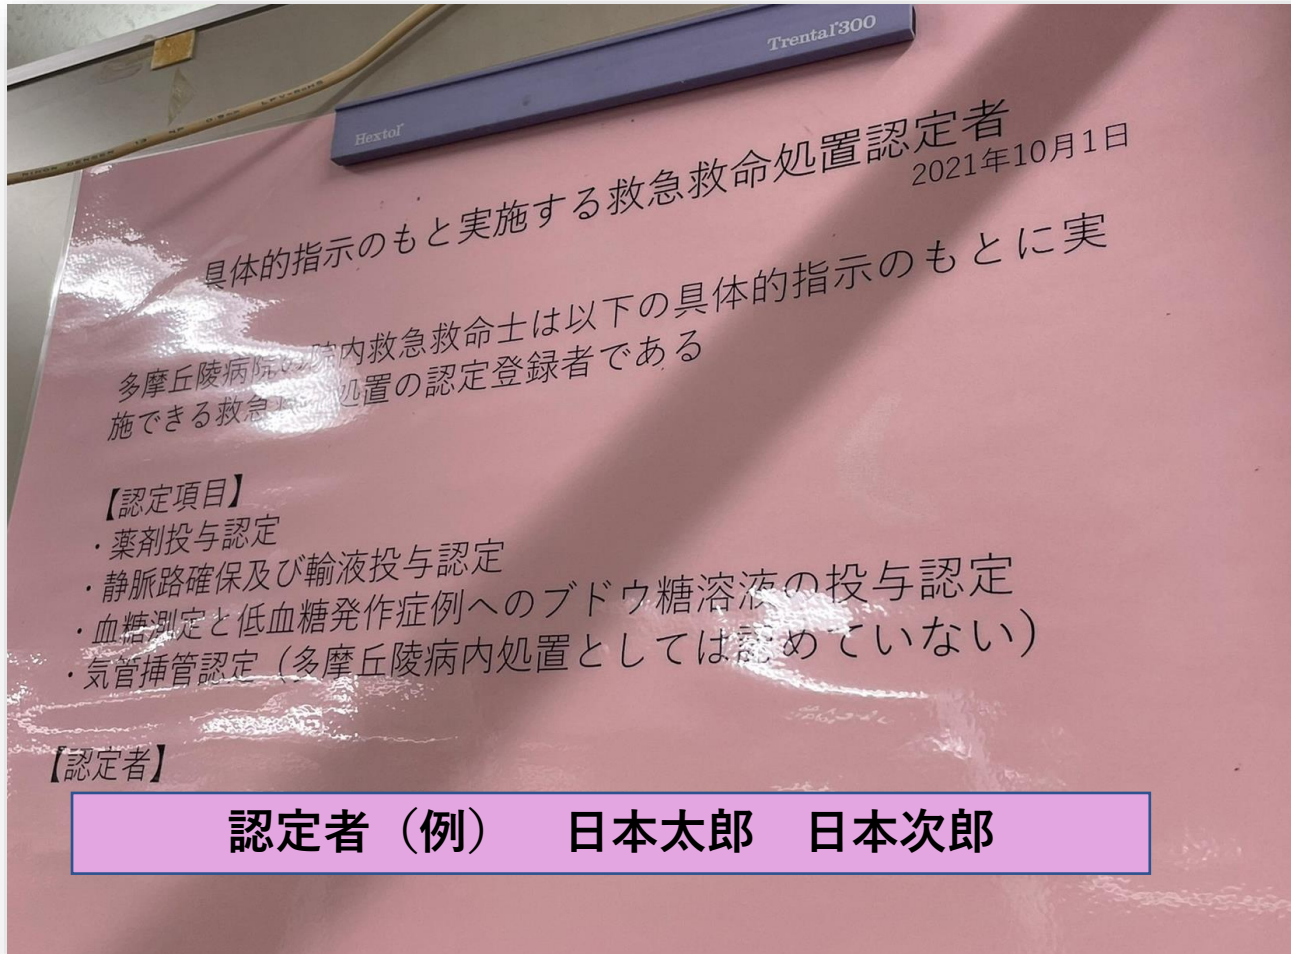 Trental®300
Hextol
具体的指示のもと実施する救急救命処置認定者
2021年10月1日
多摩丘陵病院の院内救急救命士は以下の具体的指示のもとに実
施できる救急 処置の認定登録者である
【認定項目】
・薬剤投与認定
・静脈路確保及び輸液投与認定
・血糖測定と低血糖発作症例へのブドウ糖溶液の投与認定
・気管挿管認定（多摩丘陵病内処置としては認めていない）
【認定者】
認定者（例）　日本太郎　日本次郎